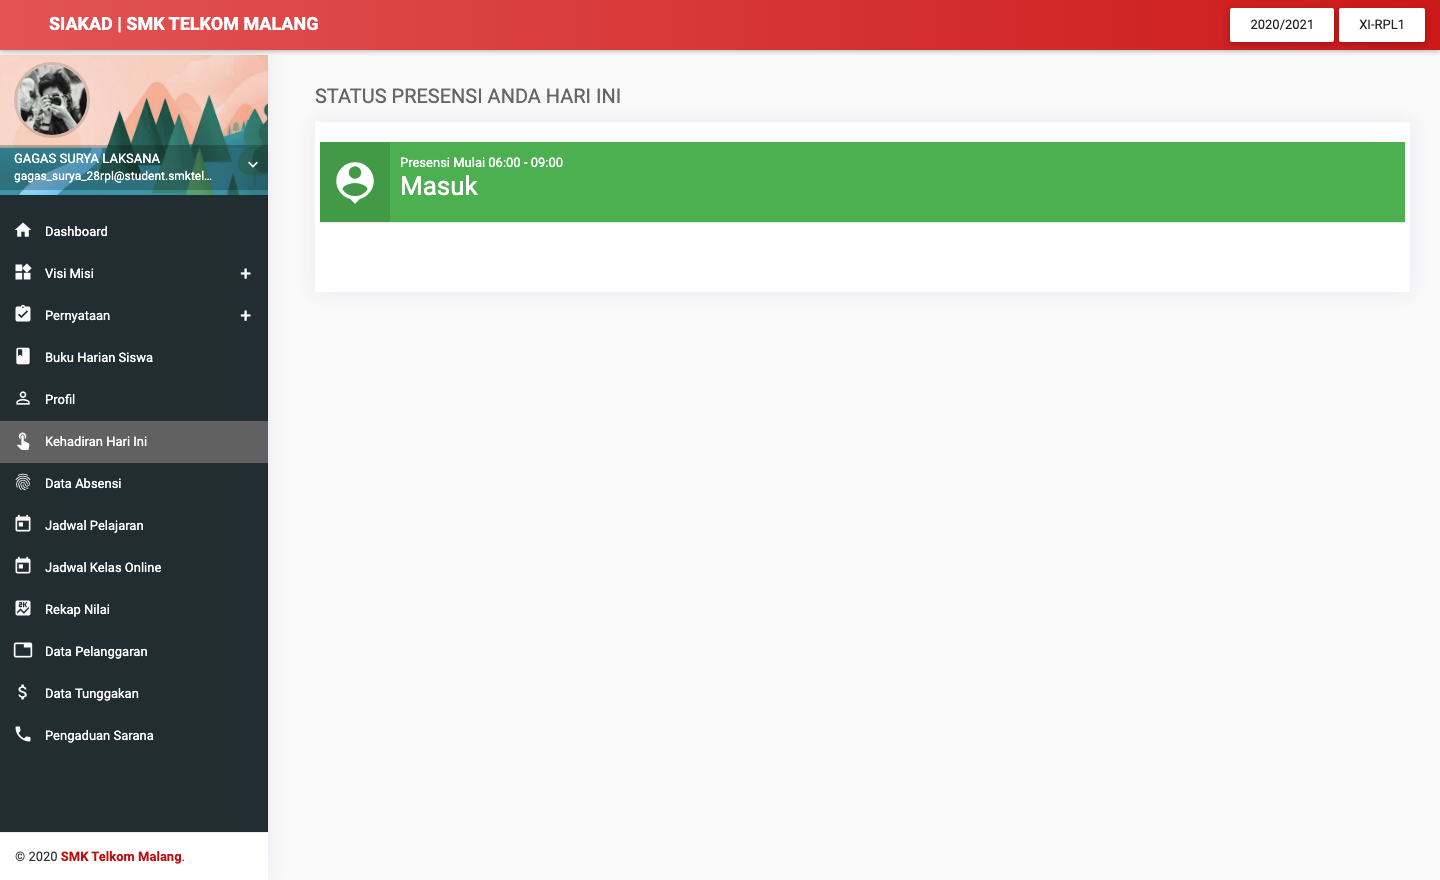 SIAKAD | SMK TELKOM MALANG
2020/2021
XI-RPL1
GAGAS SURYA LAKSANA
gagas_surya_28rpl@student.smktel...
Dashboard
Visi Misi
Pernyataan
Buku Harian Siswa
Profil
Kehadiran Hari Ini
Data Absensi
Jadwal Pelajaran
Jadwal Kelas Online
Rekap Nilai
Data Pelanggaran
Data Tunggakan
Pengaduan Sarana
© 2020 SMK Telkom Malang.
STATUS PRESENSI ANDA HARI INI
Presensi Mulai 06:00 - 09:00
Masuk